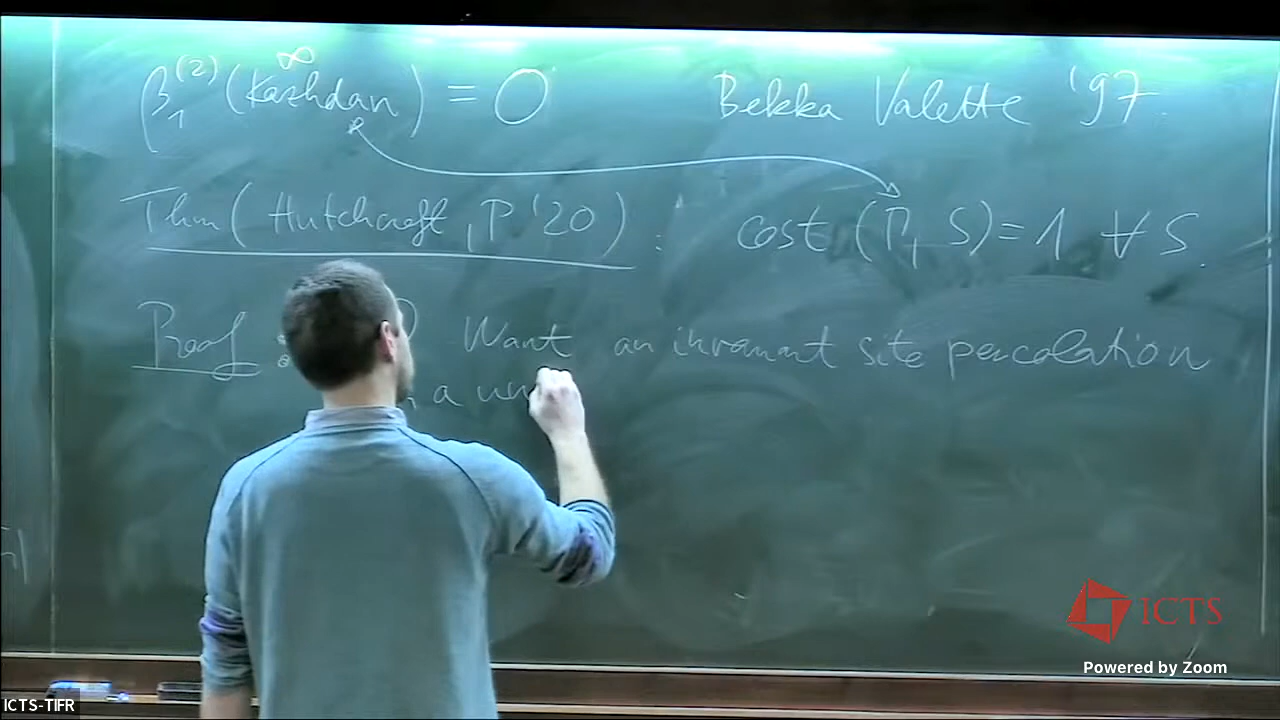 β₁⁽²⁾(Kazhdan) = 0 Bekka Valette '97.
∞
Thm (Hutchcroft, P '20) : cost (Γ, S) = 1 ∀ S.
Proof : Want an invariant site percolation
a un
ICTS
Powered by Zoom
ICTS-TIFR